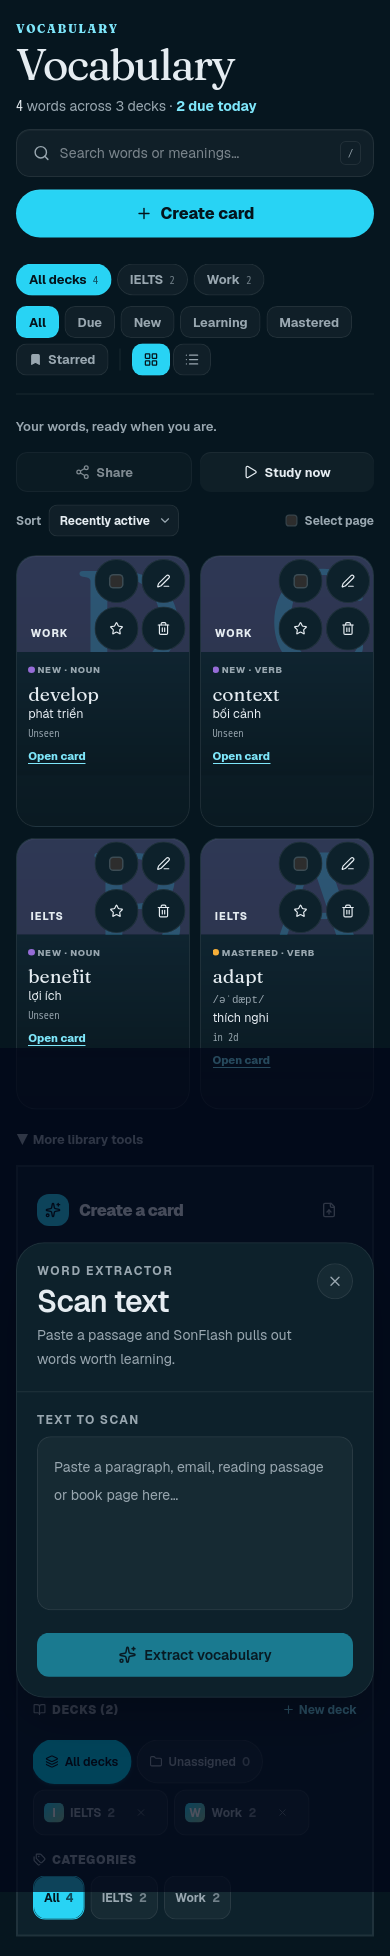 VOCABULARY
Vocabulary
4 words across 3 decks · 2 due today
Search words or meanings… /
+ Create card
All decks 4 IELTS 2 Work 2
All Due New Learning Mastered
Starred
Your words, ready when you are.
Share Study now
Sort Recently active Select page
WORK
NEW · NOUN
develop
phát triển
Unseen
Open card
WORK
NEW · VERB
context
bối cảnh
Unseen
Open card
IELTS
NEW · NOUN
benefit
lợi ích
Unseen
Open card
IELTS
MASTERED · VERB
adapt
/əˈdæpt/
thích nghi
in 2d
Open card
▼ More library tools
Create a card
WORD EXTRACTOR
Scan text
Paste a passage and SonFlash pulls out
words worth learning.
TEXT TO SCAN
Paste a paragraph, email, reading passage
or book page here…
Extract vocabulary
DECKS (2) + New deck
All decks Unassigned 0
I IELTS 2 × W Work 2 ×
CATEGORIES
All 4 IELTS 2 Work 2